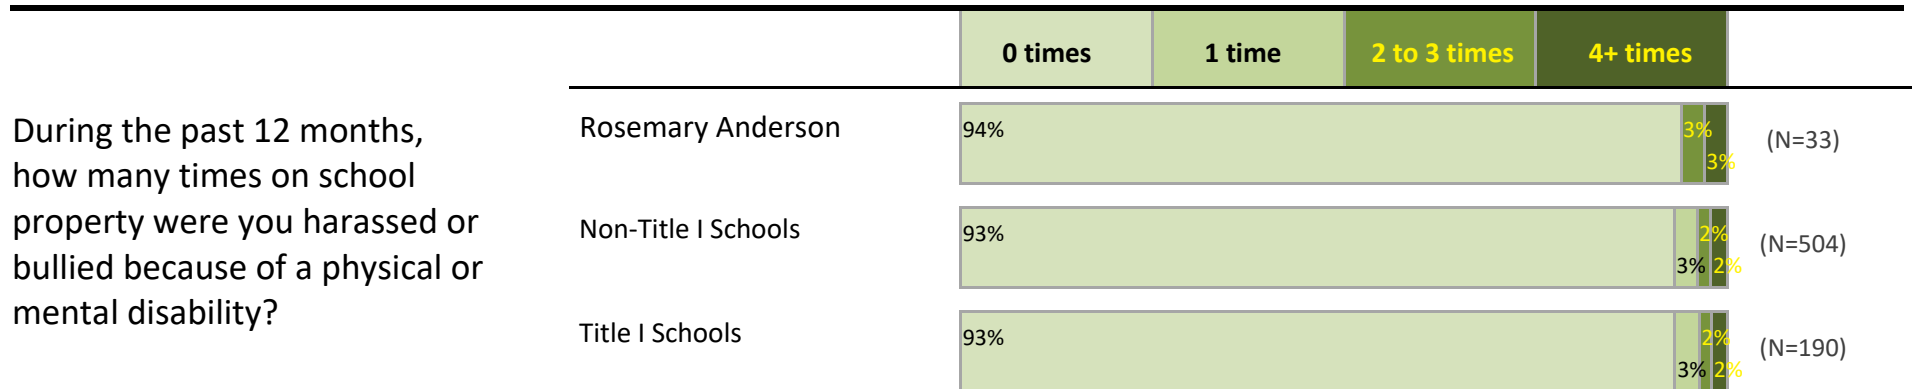 0 times 1 time 2 to 3 times 4+ times
During the past 12 months,
how many times on school
property were you harassed or
bullied because of a physical or
mental disability?
Rosemary Anderson 94% 3% 3% (N=33)
Non-Title I Schools 93% 3% 2% 2% (N=504)
Title I Schools 93% 3% 2% 2% (N=190)